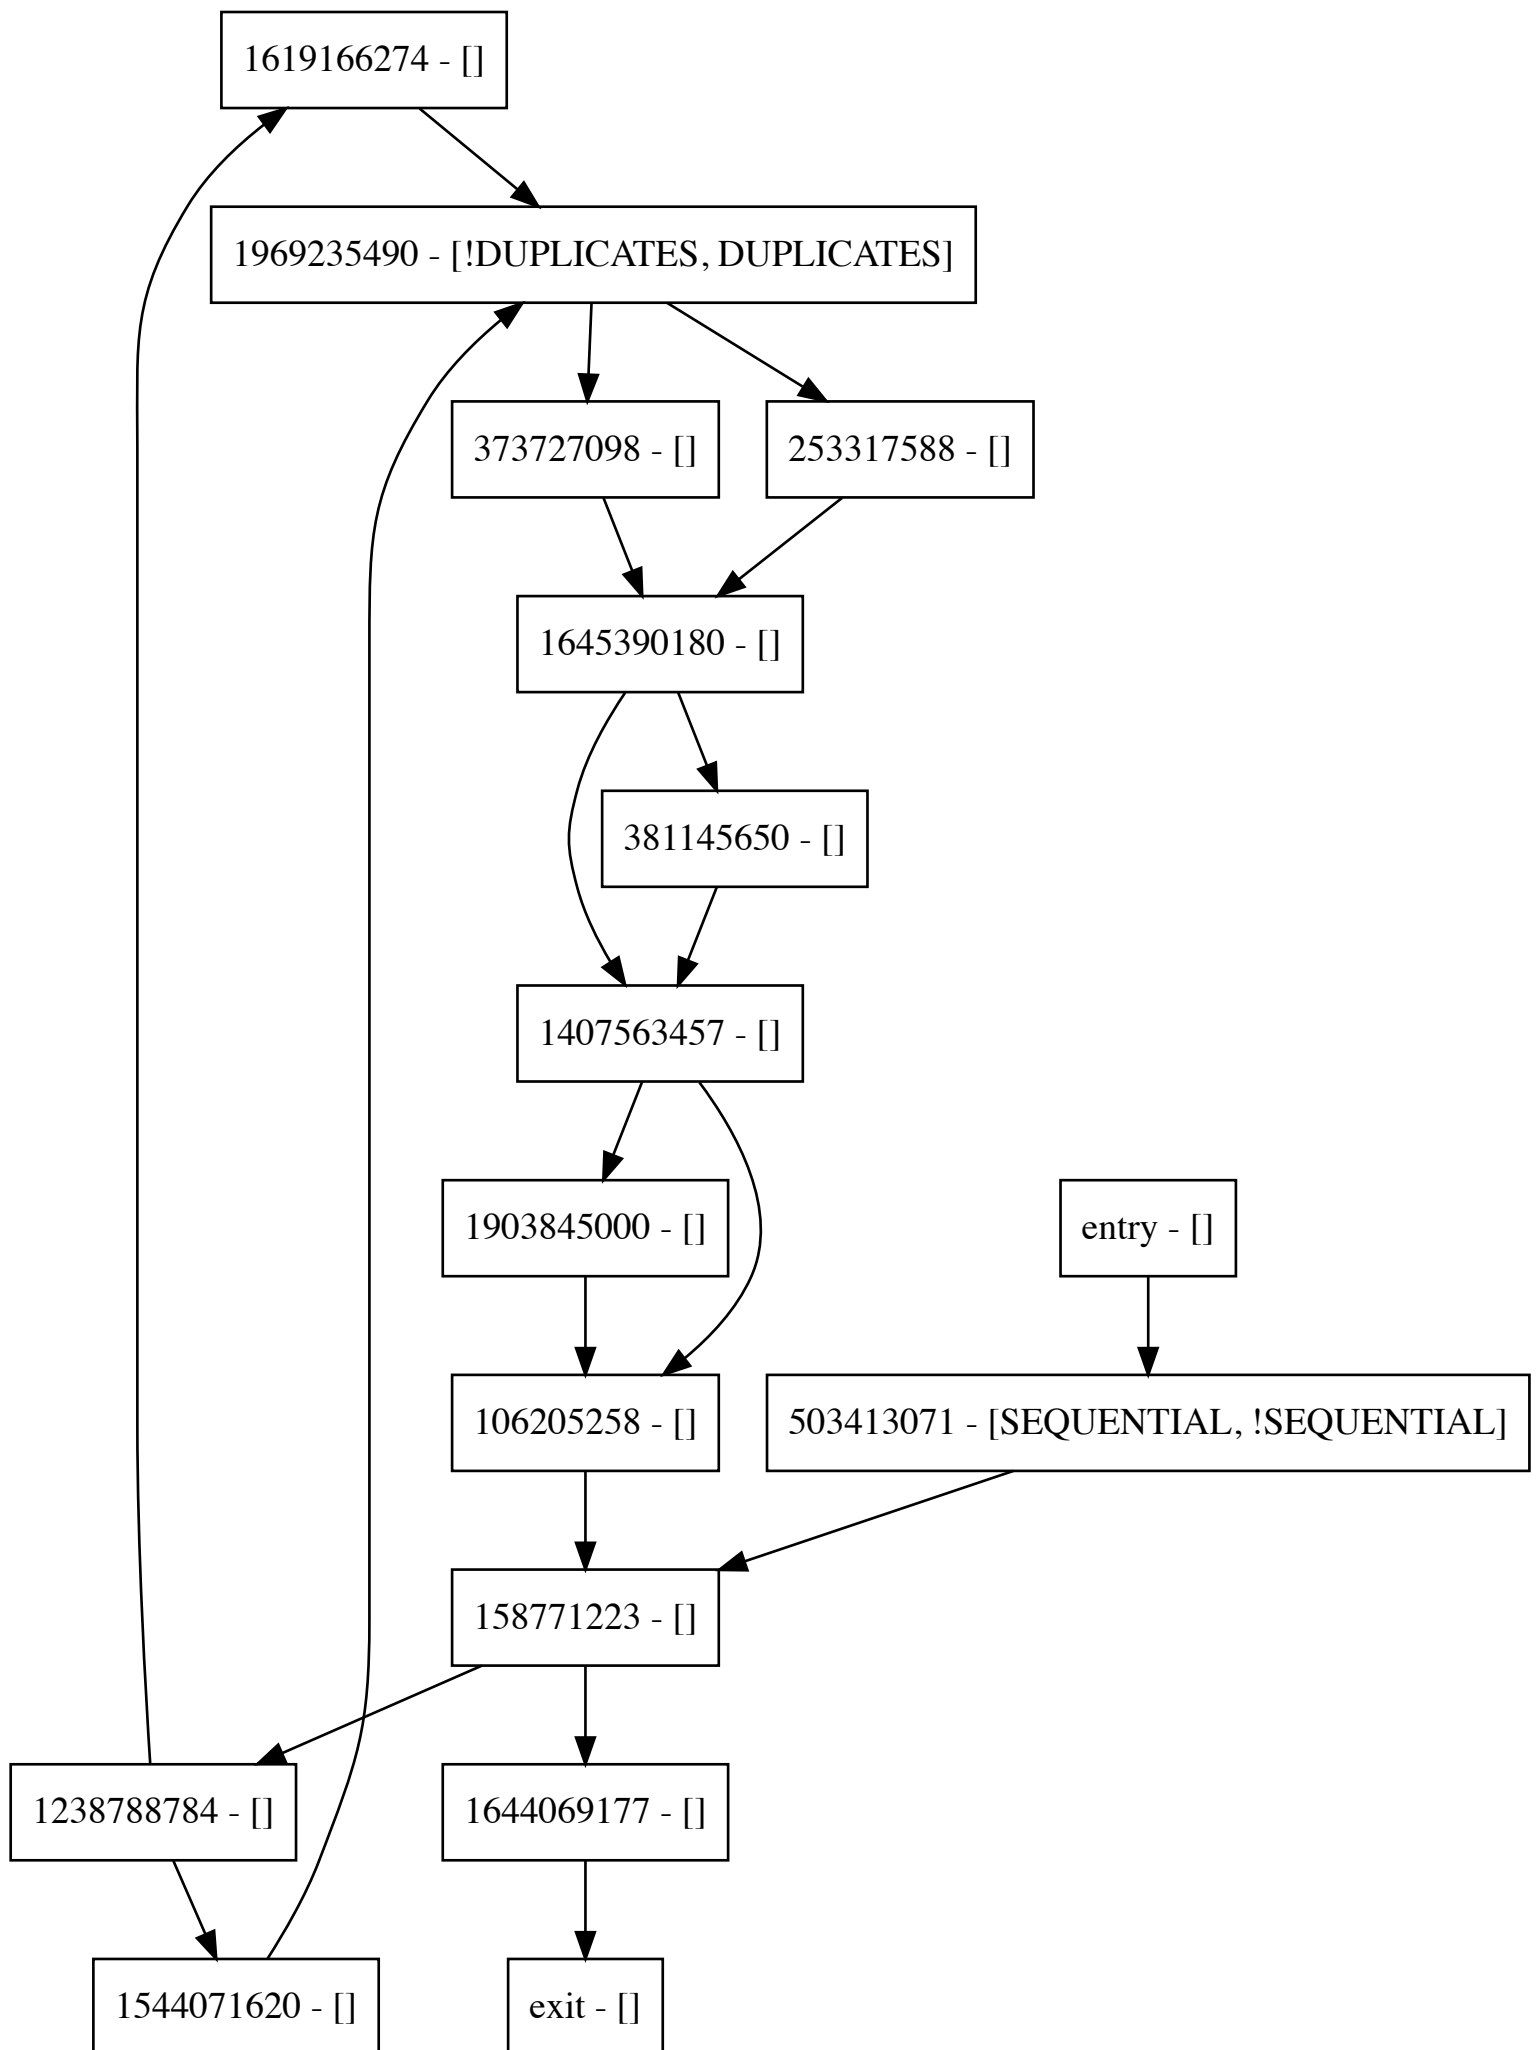 1619166274 - []
1969235490 - [!DUPLICATES, DUPLICATES]
373727098 - []
253317588 - []
1645390180 - []
381145650 - []
1407563457 - []
1903845000 - []
entry - []
106205258 - []
503413071 - [SEQUENTIAL, !SEQUENTIAL]
158771223 - []
1238788784 - []
1644069177 - []
1544071620 - []
exit - []